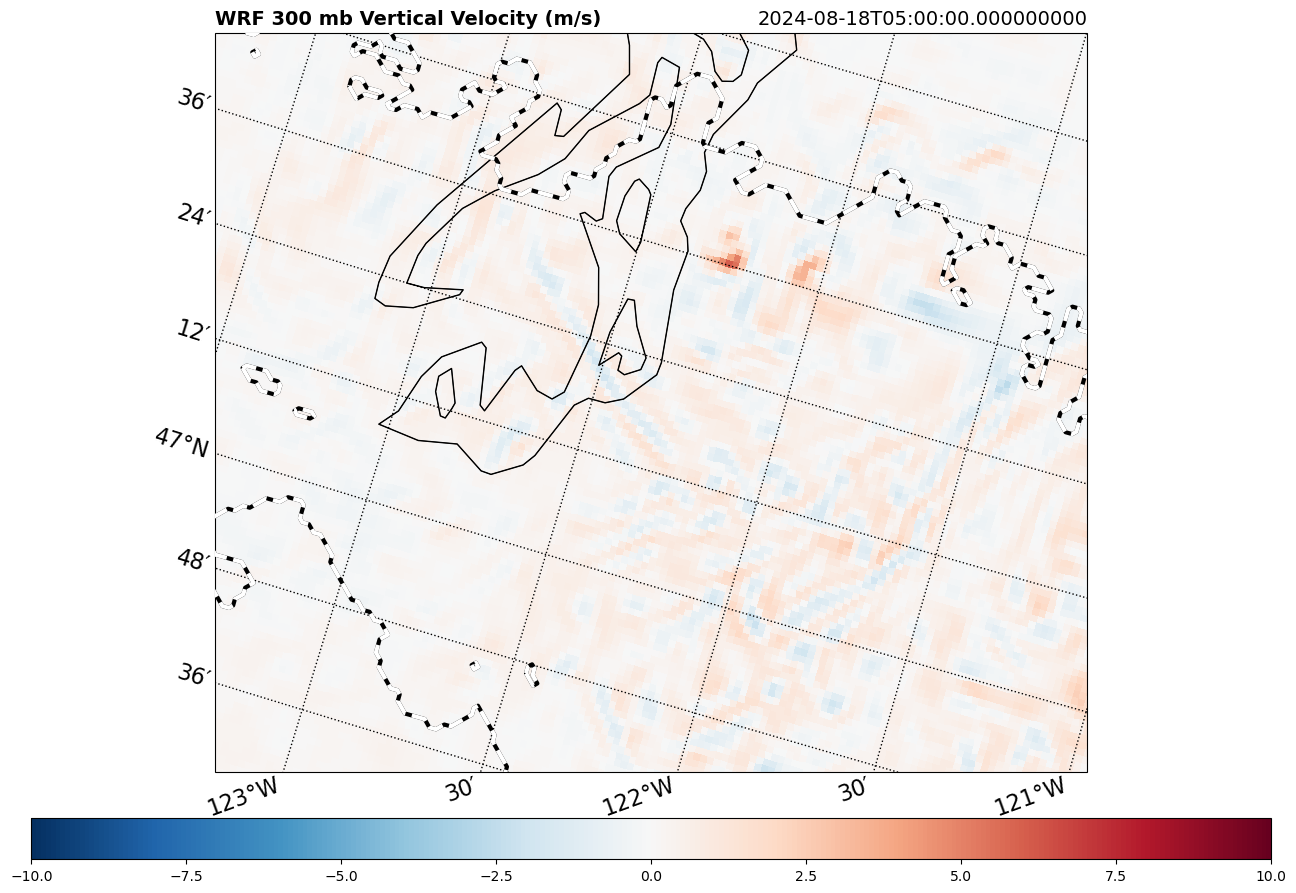 WRF 300 mb Vertical Velocity (m/s) 2024-08-18T05:00:00.000000000
36′
24′
12′
47°N
48′
36′
123°W 30′ 122°W 30′ 121°W
−10.0 −7.5 −5.0 −2.5 0.0 2.5 5.0 7.5 10.0